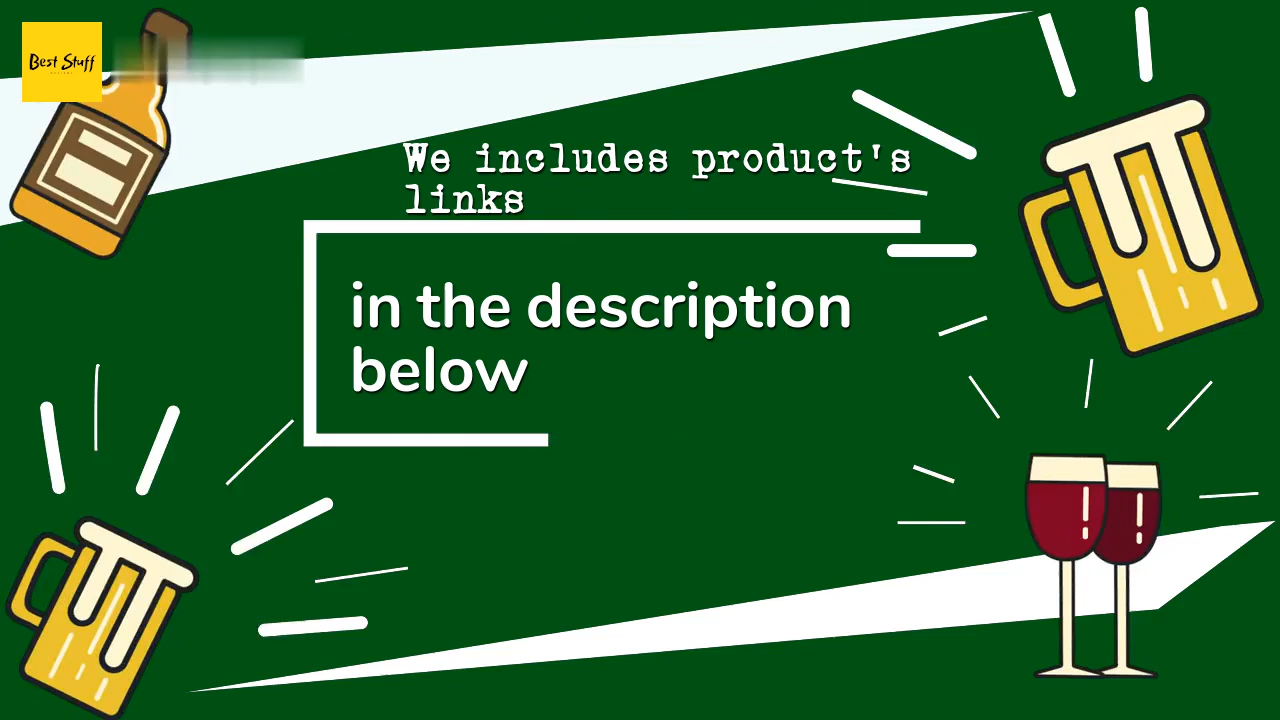 Best Stuff
We includes product's
links
in the description
below